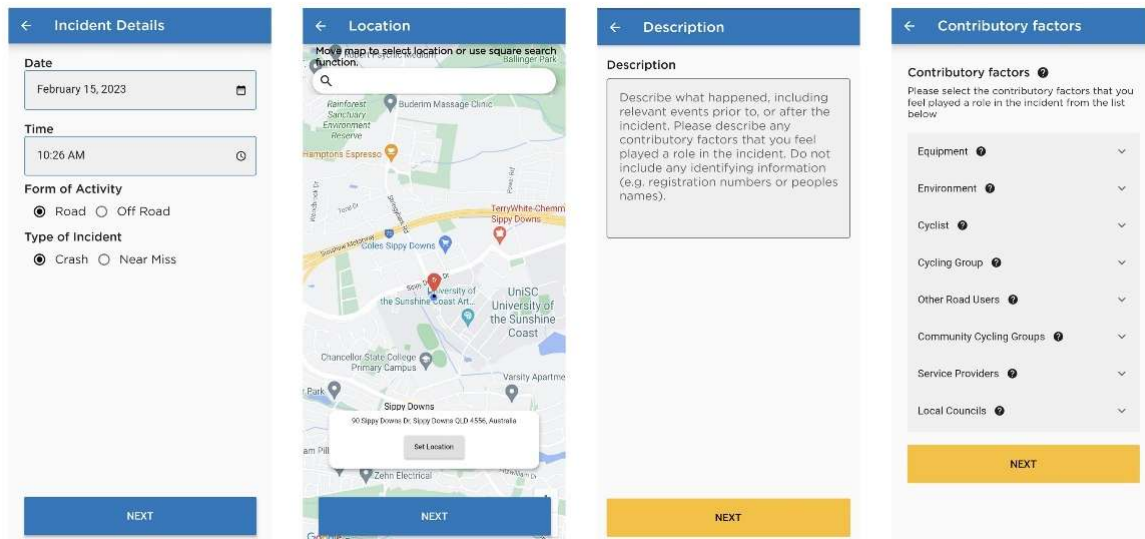 Incident Details
Date
February 15, 2023
Time
10:26 AM
Form of Activity
Road
Off Road
Type of Incident
Crash
Near Miss
NEXT
Location
Move map to select location or use square search
function.
Ballinger Park
Rainforest
Sanctuary
Environment
Reserve
Buderim Massage Clinic
Hamptons Espresso
TerryWhite Chemm
Sippy Downs
Coles Sippy Downs
University of
the Sunshine Coast Art...
UniSC
University of
the Sunshine
Coast
Chancellor State College
Primary Campus
Varsity Apartme
Park
Sippy Downs
90 Sippy Downs Dr, Sippy Downs QLD 4556, Australia
Set Location
am Pill
Zehn Electrical
NEXT
Description
Description
Describe what happened, including
relevant events prior to, or after the
incident. Please describe any
contributory factors that you feel
played a role in the incident. Do not
include any identifying information
(e.g. registration numbers or peoples
names).
NEXT
Contributory factors
Contributory factors
Please select the contributory factors that you
feel played a role in the incident from the list
below
Equipment
Environment
Cyclist
Cycling Group
Other Road Users
Community Cycling Groups
Service Providers
Local Councils
NEXT